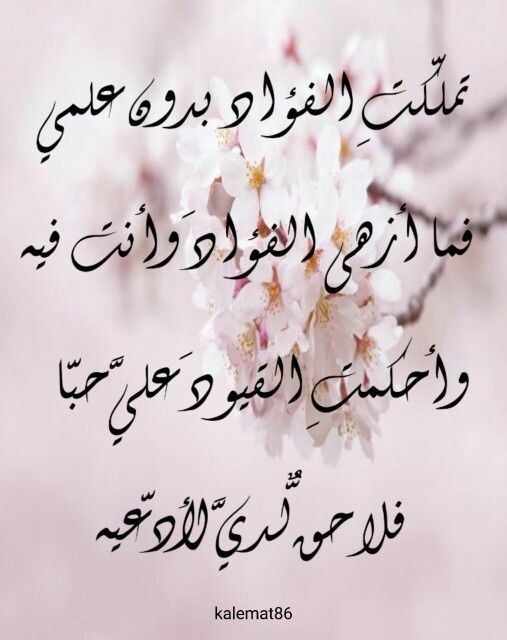 تملّكتِ الفؤاد بدون علمي
فما أزهى الفؤادَ وأنت فيه
وأحكمتِ القيودَ عليَّ حبّا
فلا حقٌّ لديَّ لأدّعيه
kalemat86